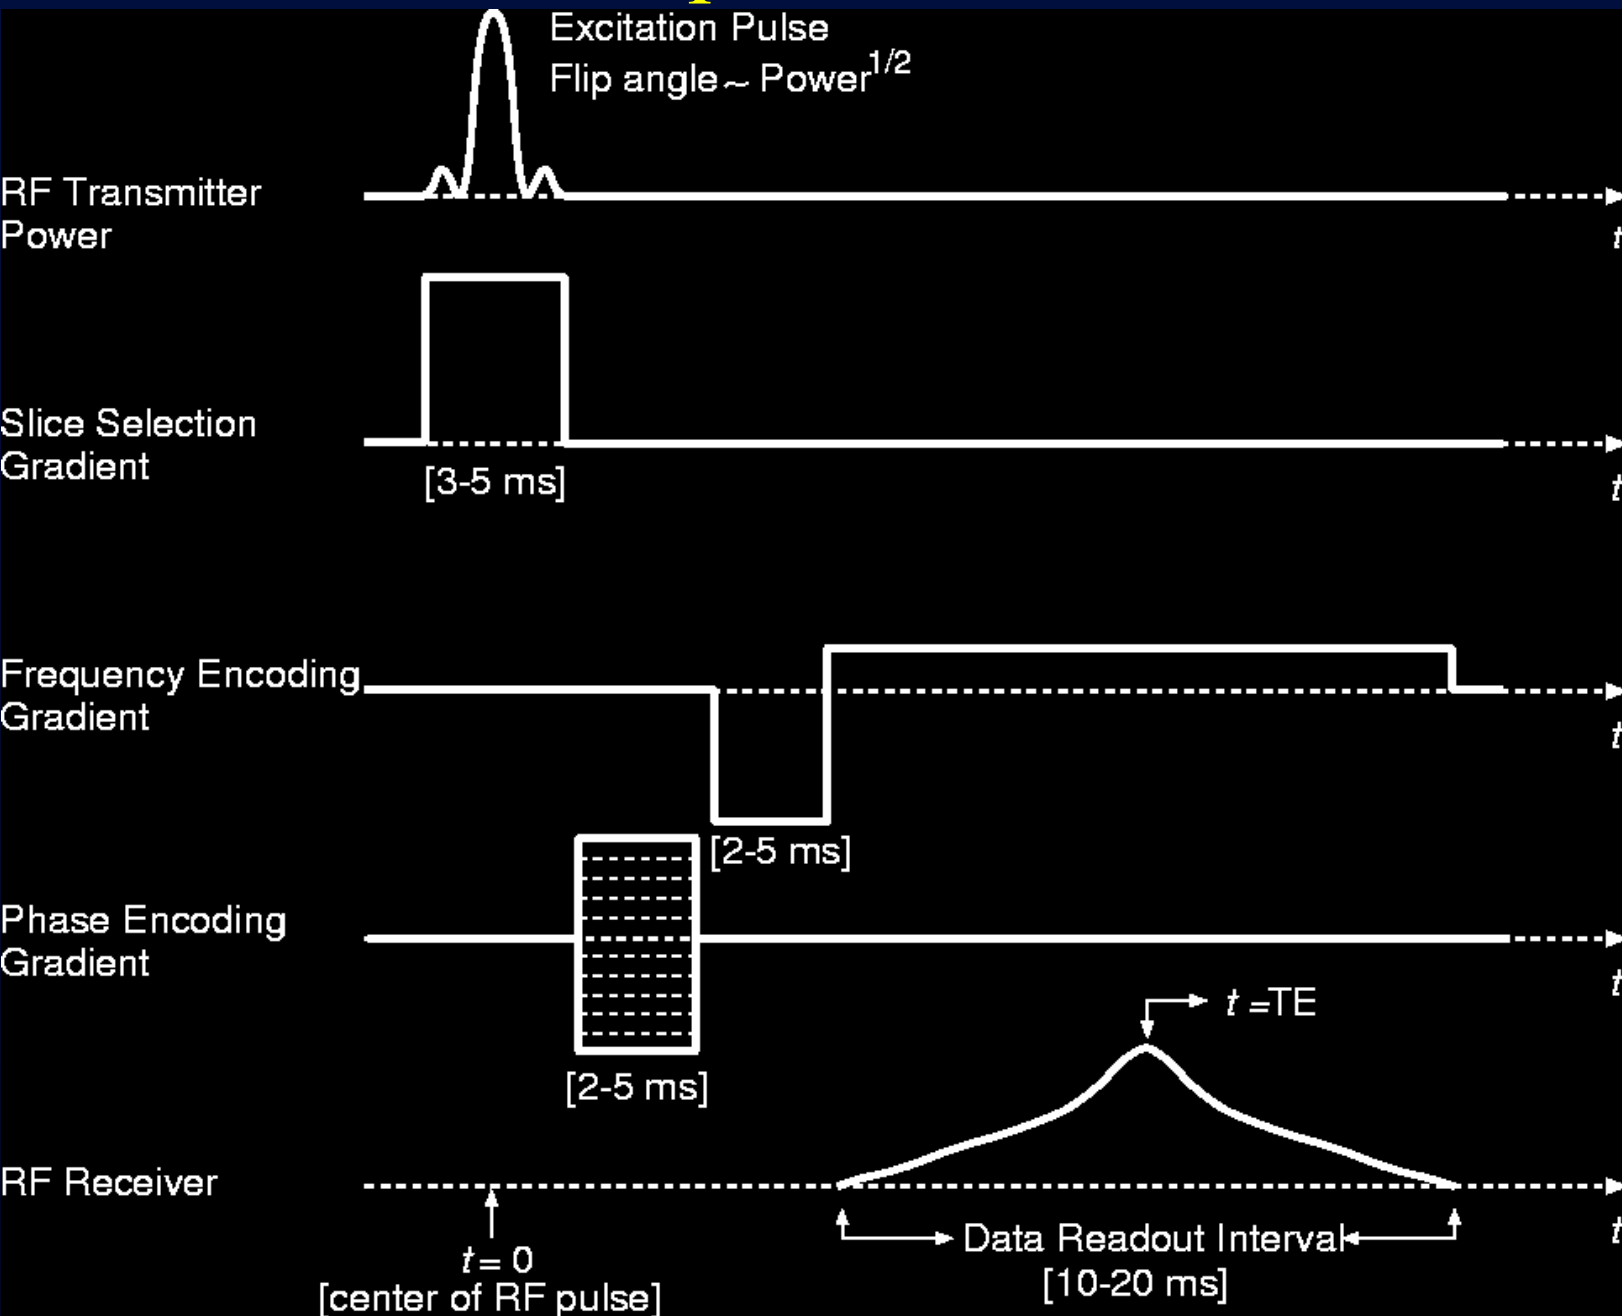 Excitation Pulse
Flip angle ~ Power^1/2
RF Transmitter
Power
t
Slice Selection
Gradient
[3-5 ms]
t
Frequency Encoding
Gradient
t
[2-5 ms]
Phase Encoding
Gradient
t
t =TE
[2-5 ms]
RF Receiver
t
t = 0
[center of RF pulse]
Data Readout Interval
[10-20 ms]